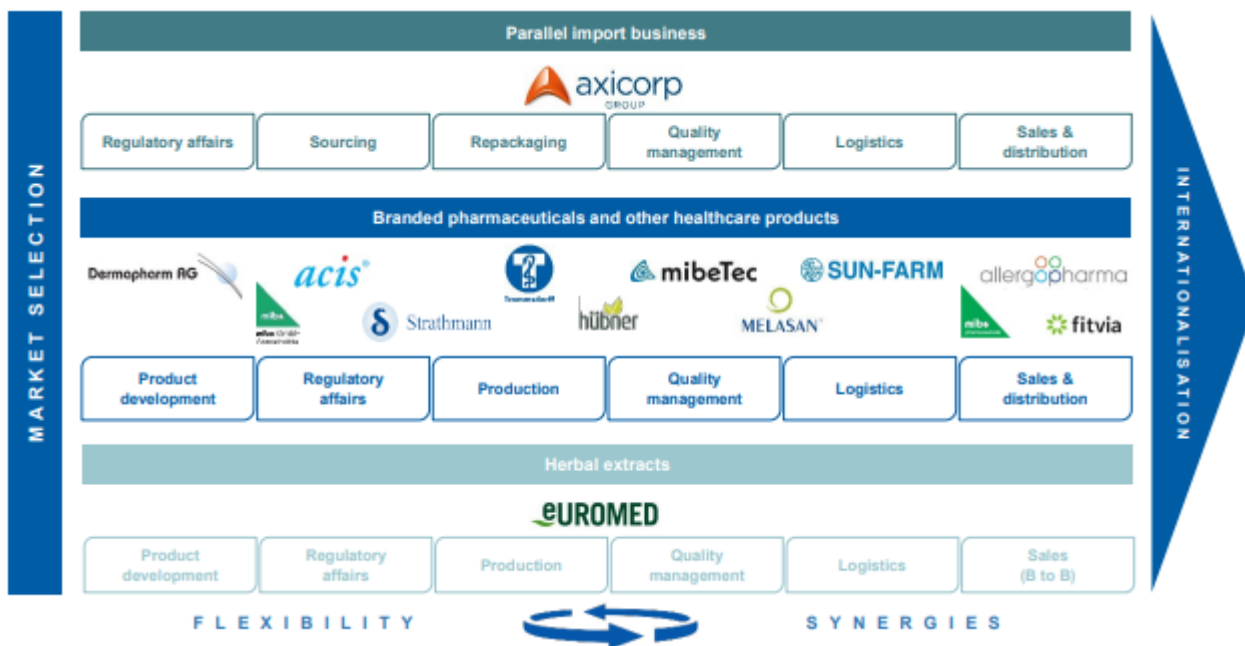 Parallel import business
axicorp
GROUP
Regulatory affairs
Sourcing
Repackaging
Quality
management
Logistics
Sales &
distribution
MARKET SELECTION
INTERNATIONALISATION
Branded pharmaceuticals and other healthcare products
Dermapharm AG
acis®
mibeTec
SUN-FARM
allergopharma
mibe
Strathmann
Trommsdorff
hübner
MELASAN®
mibe
fitvia
Product
development
Regulatory
affairs
Production
Quality
management
Logistics
Sales &
distribution
Herbal extracts
eUROMED
Product
development
Regulatory
affairs
Production
Quality
management
Logistics
Sales
(B to B)
FLEXIBILITY
SYNERGIES